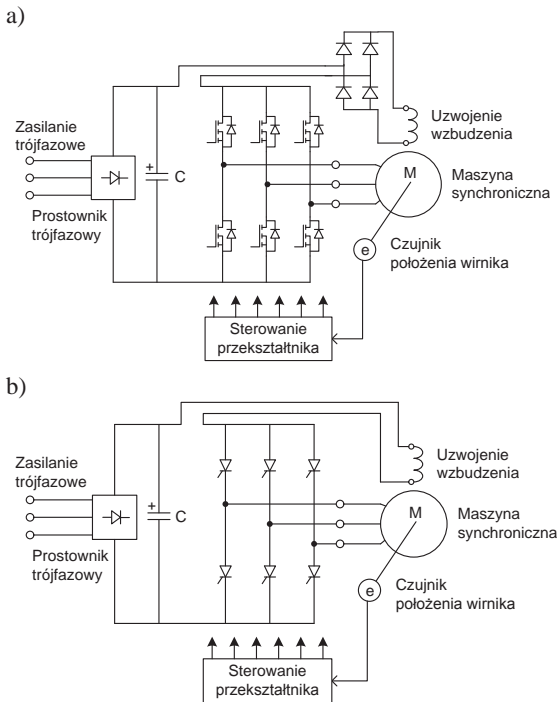 a)
Zasilanie
trójfazowe
Prostownik
trójfazowy
+
C
Uzwojenie
wzbudzenia
M
Maszyna
synchroniczna
e
Czujnik
położenia wirnika
Sterowanie
przekształtnika
b)
Zasilanie
trójfazowe
Prostownik
trójfazowy
+
C
Uzwojenie
wzbudzenia
M
Maszyna
synchroniczna
e
Czujnik
położenia wirnika
Sterowanie
przekształtnika